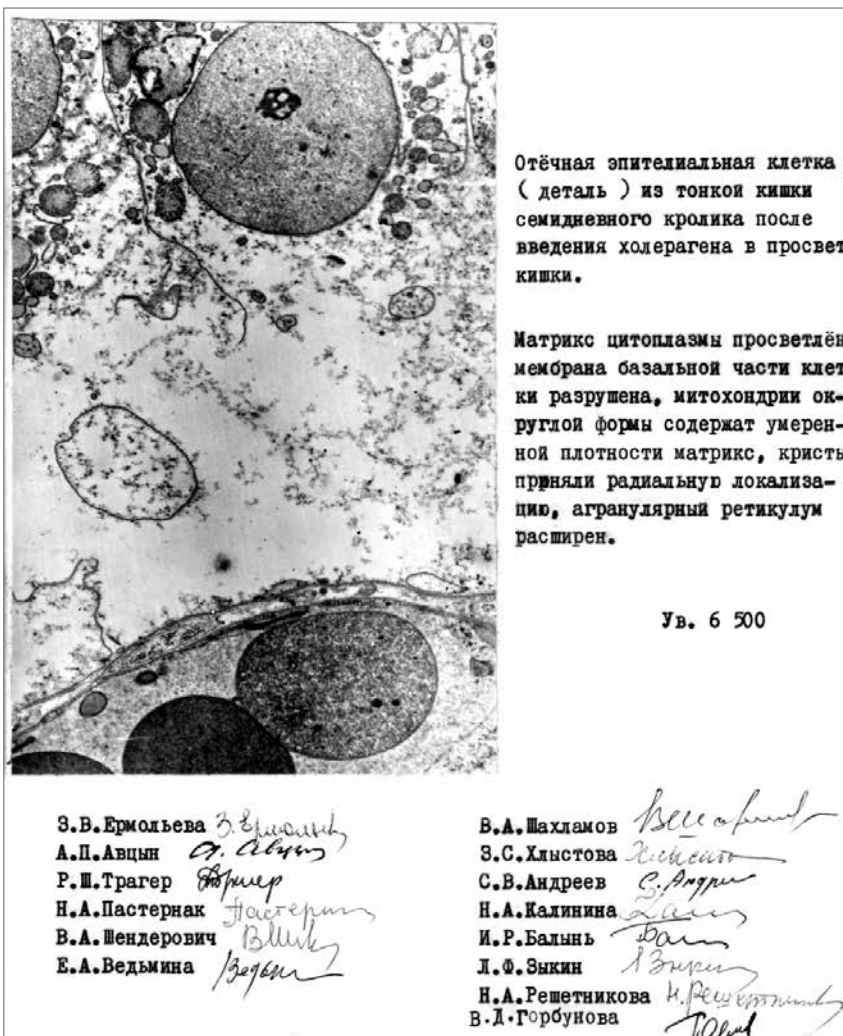 Отёчная эпителиальная клетка
( деталь ) из тонкой кишки
семидневного кролика после
введения холерагена в просвет
кишки.
Матрикс цитоплазмы просветлён
мембрана базальной части клет
ки разрушена, митохондрии ок-
руглой формы содержат умерен-
ной плотности матрикс, кристы
приняли радиальную локализа-
цию, агранулярный ретикулум
расширен.
Ув. 6 500
З.В.Ермольева З.Ермольева
А.П.Авцын А. Авцын
Р.Ш.Трагер
Н.А.Пастернак Пастернак
В.А.Шендерович
Е.А.Ведьмина
В.А.Шахламов
З.С.Хлыстова
С.В.Андреев
Н.А.Калинина
И.Р.Балынь
Л.Ф.Зыкин
Н.А.Решетникова
В.Д.Горбунова